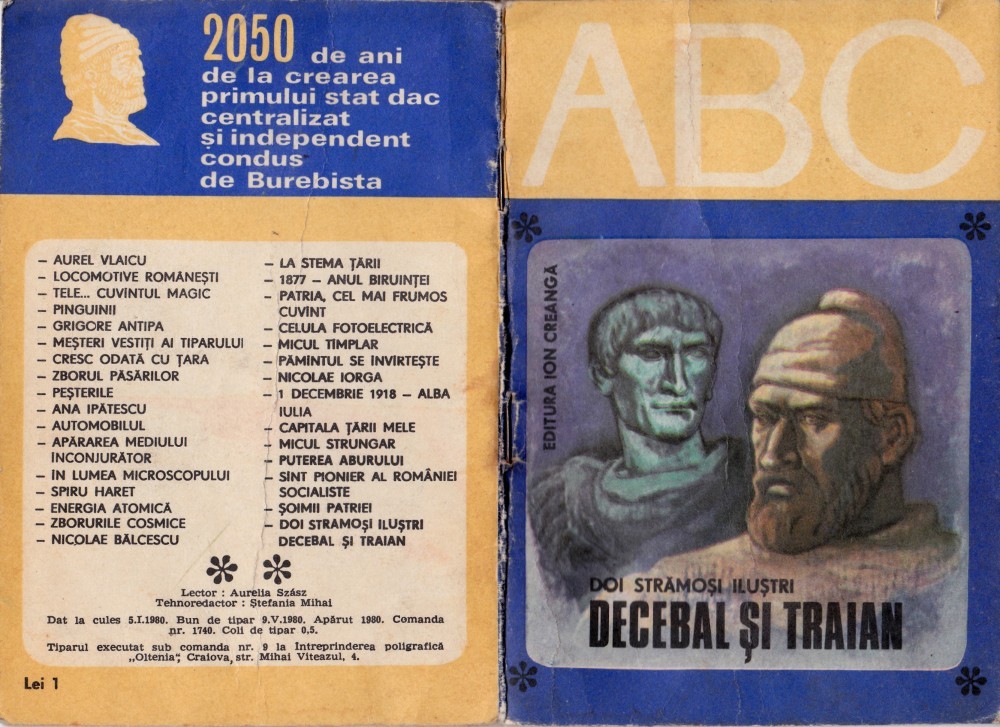 2050 de ani
de la crearea
primului stat dac
centralizat
și independent
condus
de Burebista
– AUREL VLAICU
– LOCOMOTIVE ROMÂNEȘTI
– TELE... CUVÎNTUL MAGIC
– PINGUINII
– GRIGORE ANTIPA
– MEȘTERI VESTIȚI AI TIPARULUI
– CRESC ODATĂ CU ȚARA
– ZBORUL PĂSĂRILOR
– PEȘTERILE
– ANA IPĂTESCU
– AUTOMOBILUL
– APĂRAREA MEDIULUI
INCONJURĂTOR
– ÎN LUMEA MICROSCOPULUI
– SPIRU HARET
– ENERGIA ATOMICĂ
– ZBORURILE COSMICE
– NICOLAE BĂLCESCU
– LA STEMA ȚĂRII
– 1877 – ANUL BIRUINȚEI
– PATRIA, CEL MAI FRUMOS
CUVÎNT
– CELULA FOTOELECTRICĂ
– MICUL TÎMPLAR
– PĂMÎNTUL SE ÎNVÎRTEȘTE
– NICOLAE IORGA
– 1 DECEMBRIE 1918 – ALBA
IULIA
– CAPITALA ȚĂRII MELE
– MICUL STRUNGAR
– PUTEREA ABURULUI
– SÎNT PIONIER AL ROMÂNIEI
SOCIALISTE
– ȘOIMII PATRIEI
– DOI STRAMOȘI ILUȘTRI
DECEBAL ȘI TRAIAN
Lector : Aurelia Szász
Tehnoredactor : Ștefania Mihai
Dat la cules 5.I.1980. Bun de tipar 9.V.1980. Apărut 1980. Comanda
nr. 1740. Coli de tipar 0,5.
Tiparul executat sub comanda nr. 9 la Intreprinderea poligrafică
„Oltenia”, Craiova, str. Mihai Viteazul, 4.
Lei 1
ABC
EDITURA ION CREANGĂ
DOI STRĂMOȘI ILUȘTRI
DECEBAL ȘI TRAIAN